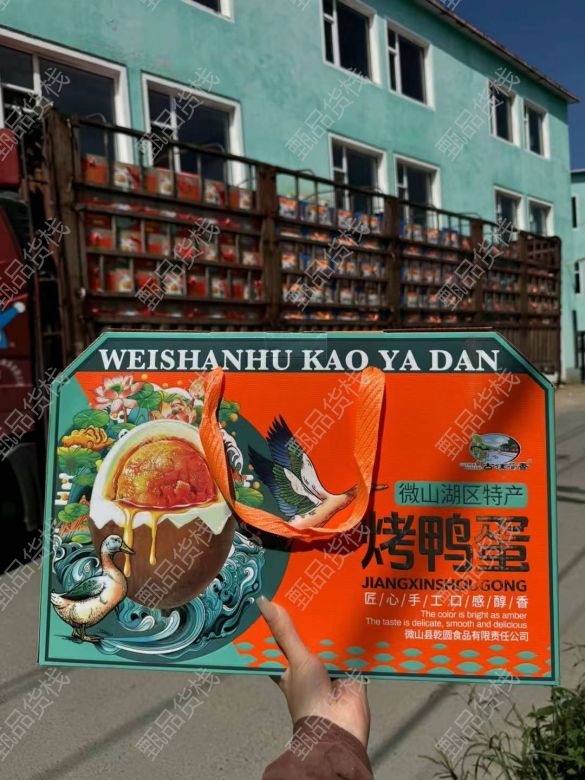 WEISHANHU KAO YA DAN
微山湖区特产
烤鸭蛋
JIANGXINSHOUGONG
匠/心/手/工/口/感/醇/香
The color is bright as amber
The taste is delicate, smooth and delicious
微山县乾圆食品有限责任公司
甄品货栈